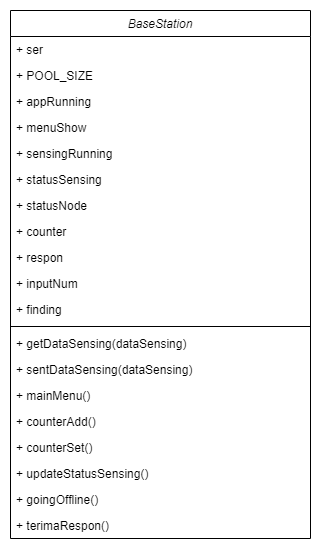 BaseStation
+ ser
+ POOL_SIZE
+ appRunning
+ menuShow
+ sensingRunning
+ statusSensing
+ statusNode
+ counter
+ respon
+ inputNum
+ finding
+ getDataSensing(dataSensing)
+ sentDataSensing(dataSensing)
+ mainMenu()
+ counterAdd()
+ counterSet()
+ updateStatusSensing()
+ goingOffline()
+ terimaRespon()